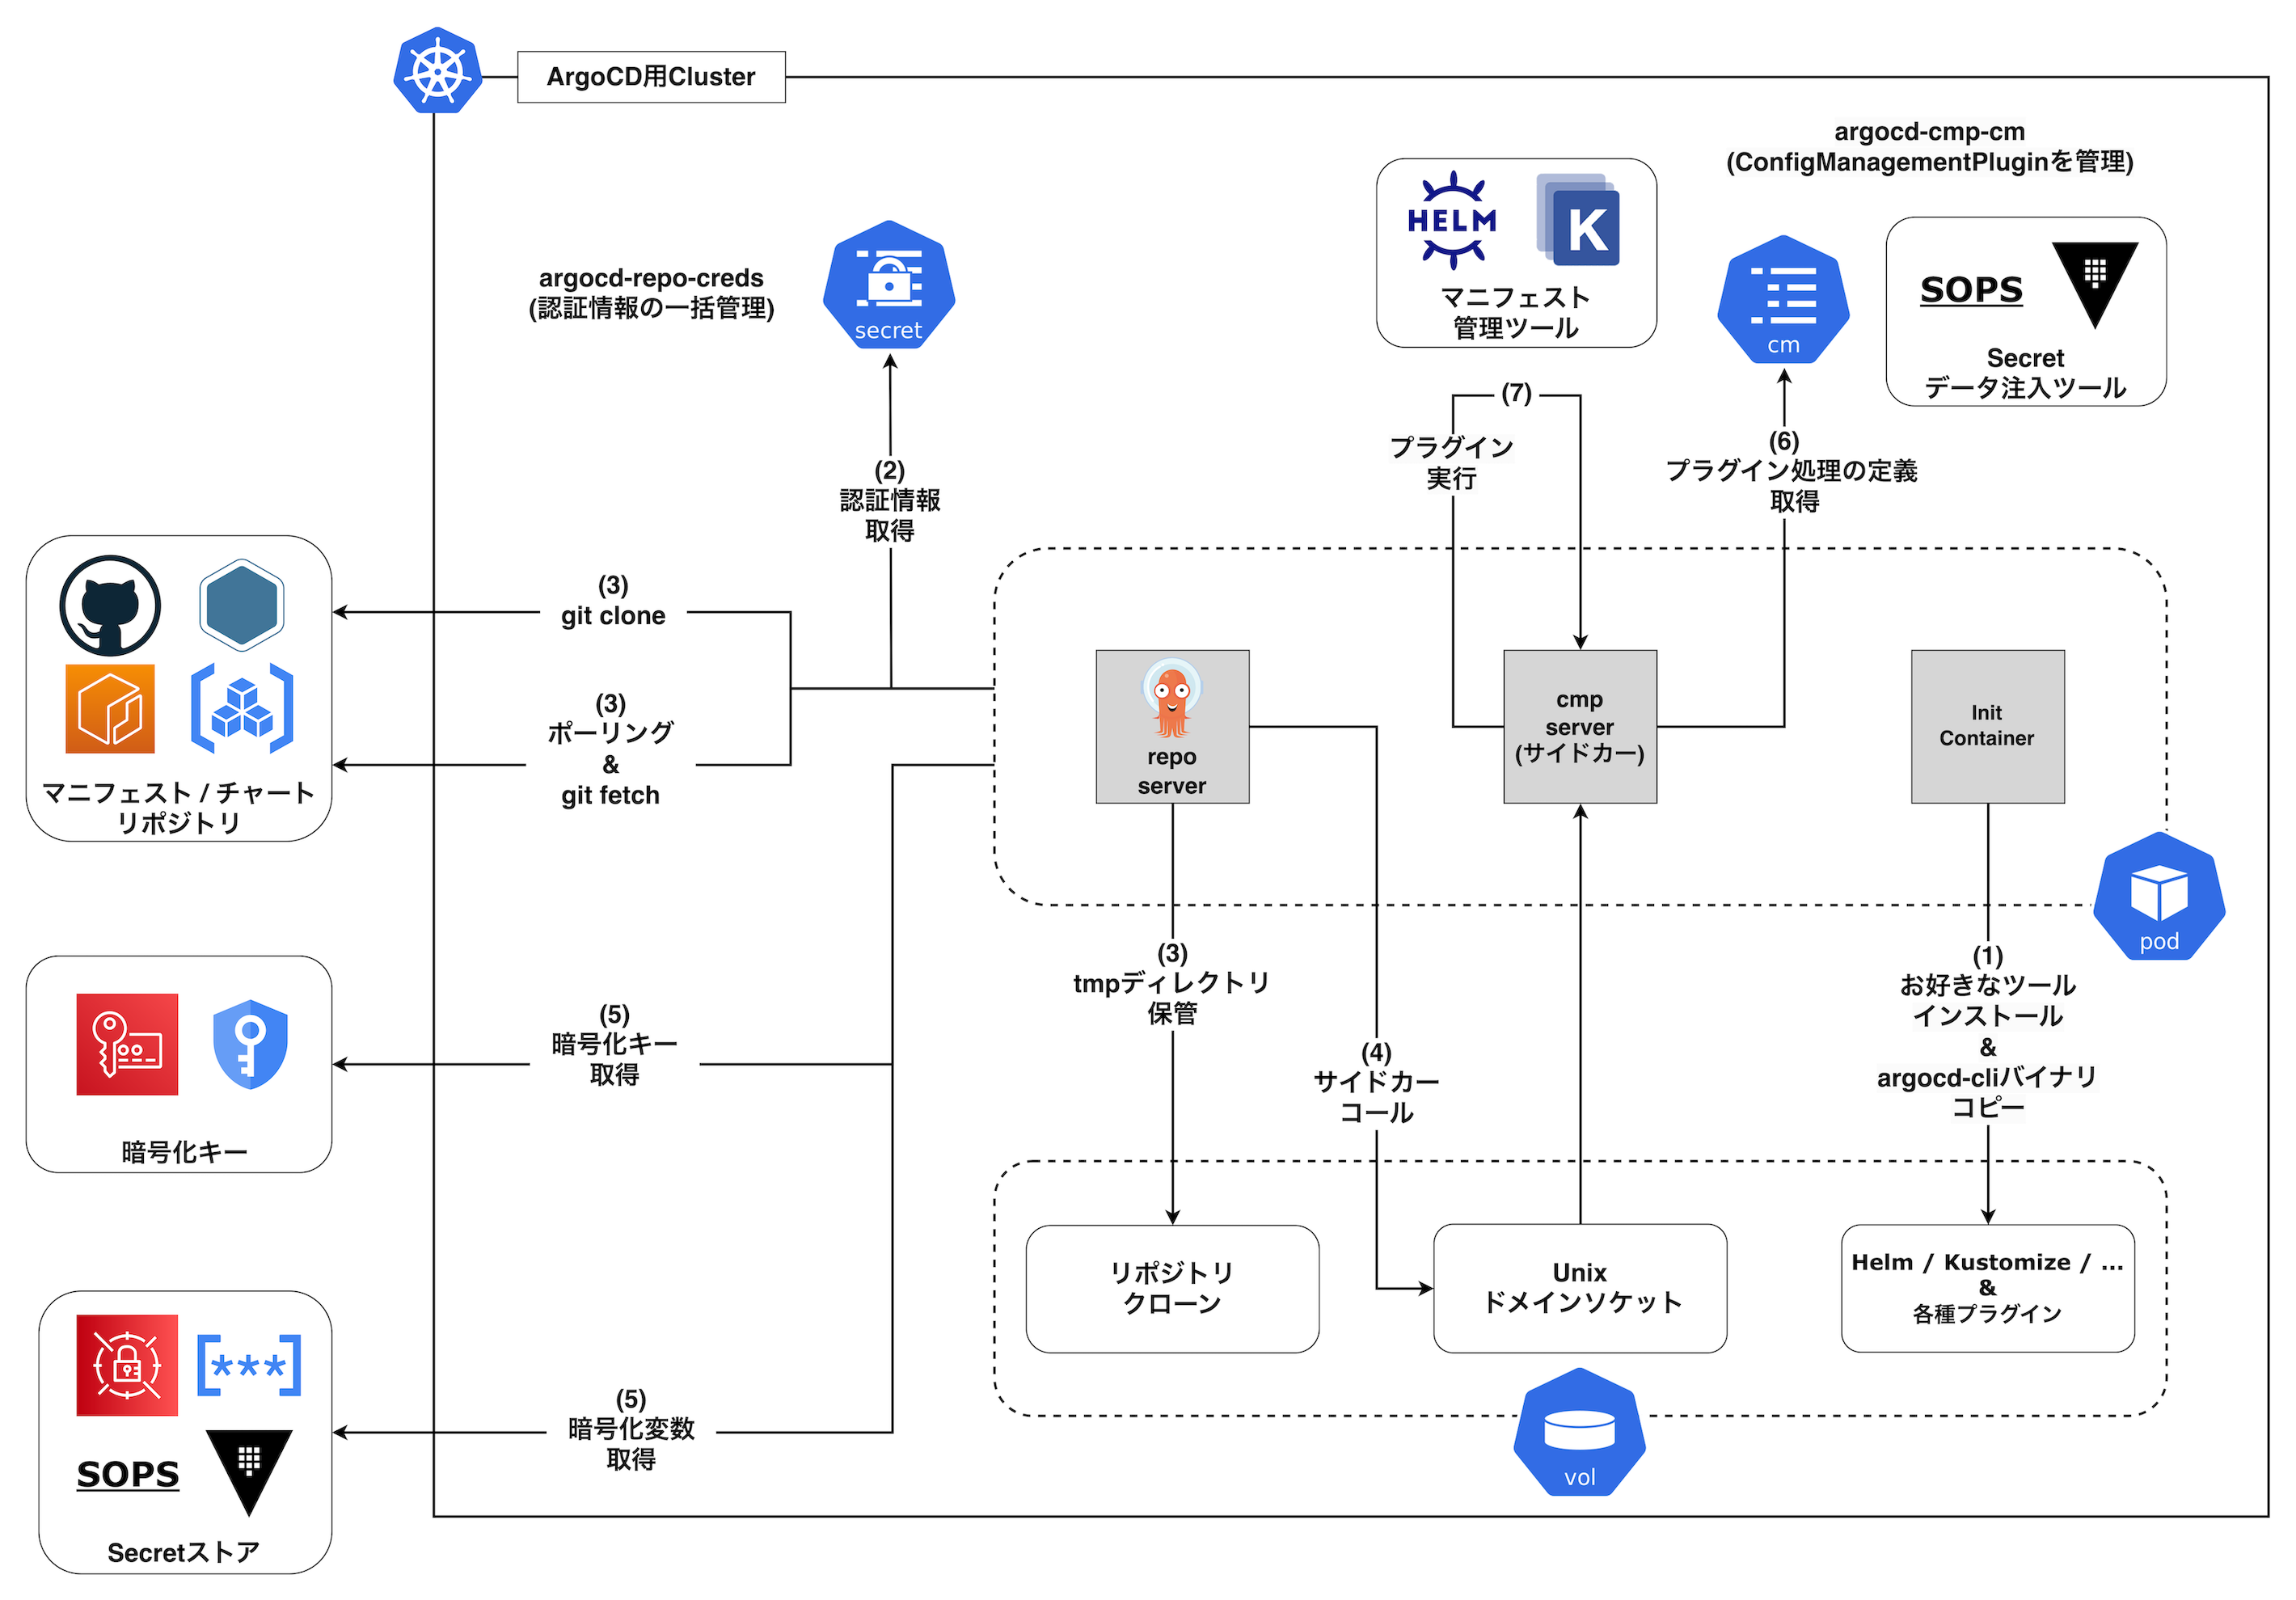 ArgoCD用Cluster
argocd-cmp-cm
(ConfigManagementPluginを管理)
HELM
K
マニフェスト
管理ツール
cm
SOPS
Secret
データ注入ツール
argocd-repo-creds
(認証情報の一括管理)
secret
(7)
プラグイン
実行
(6)
プラグイン処理の定義
取得
(2)
認証情報
取得
(3)
git clone
(3)
ポーリング
&
git fetch
マニフェスト / チャート
リポジトリ
repo
server
cmp
server
(サイドカー)
Init
Container
pod
(3)
tmpディレクトリ
保管
(4)
サイドカー
コール
(1)
お好きなツール
インストール
&
argocd-cliバイナリ
コピー
(5)
暗号化キー
取得
暗号化キー
リポジトリ
クローン
Unix
ドメインソケット
Helm / Kustomize / ...
&
各種プラグイン
vol
(5)
暗号化変数
取得
[***]
SOPS
Secretストア